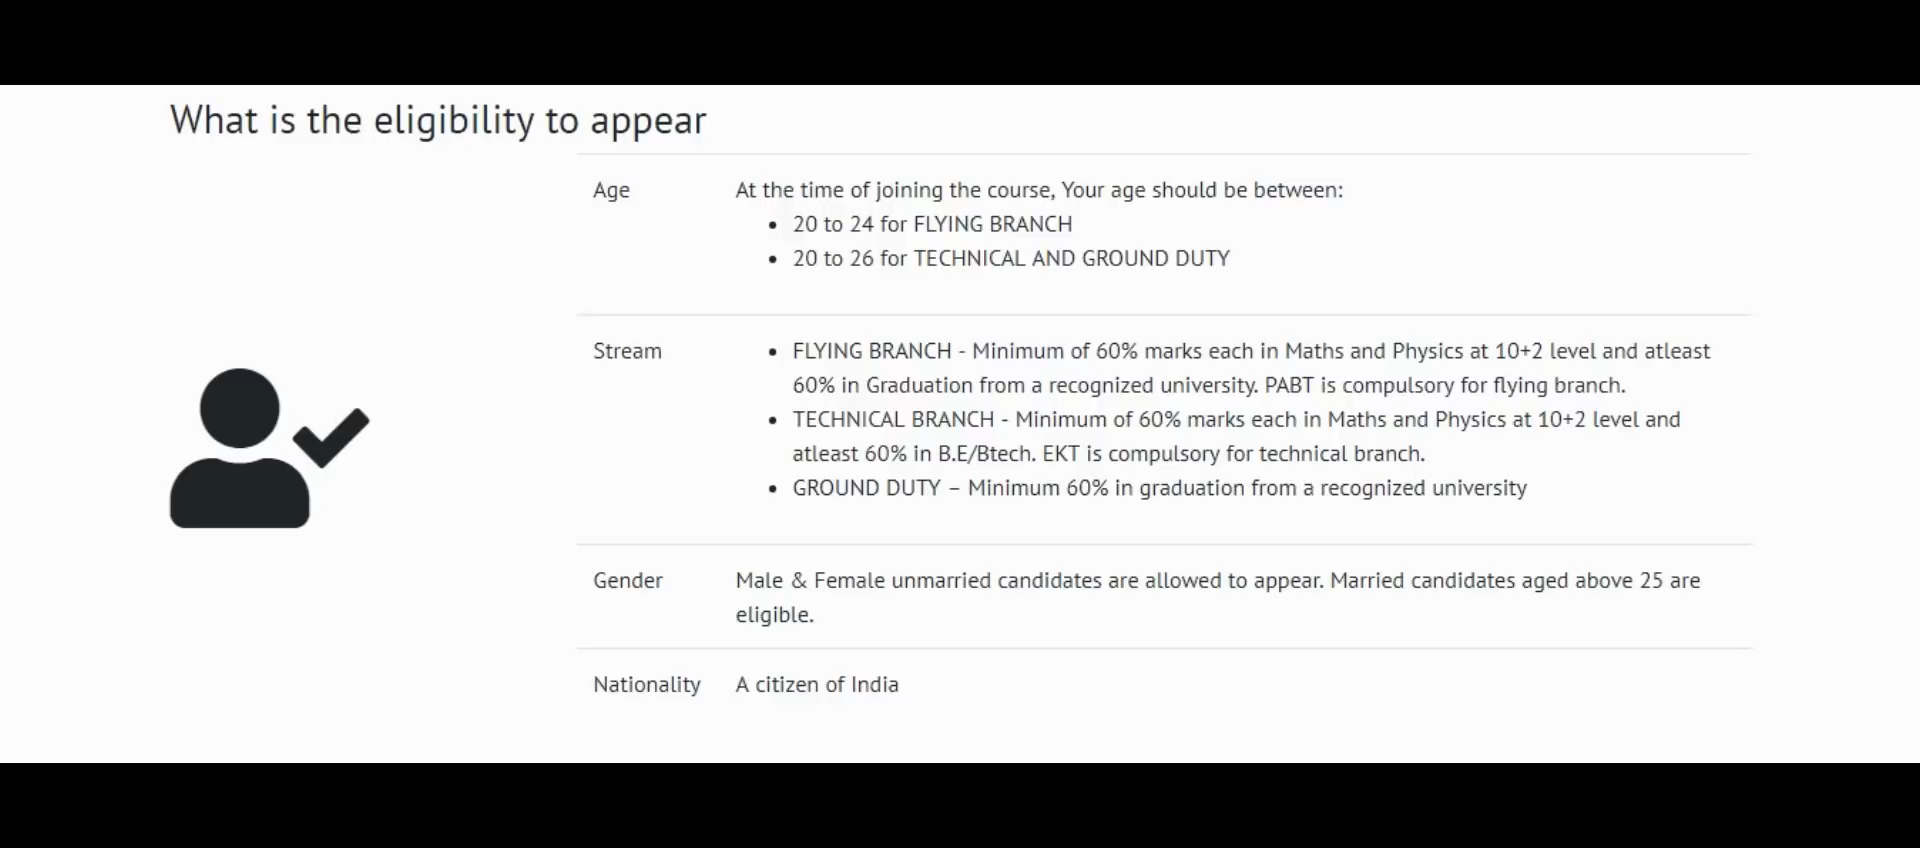 What is the eligibility to appear
Age
At the time of joining the course, Your age should be between:
• 20 to 24 for FLYING BRANCH
• 20 to 26 for TECHNICAL AND GROUND DUTY
Stream
• FLYING BRANCH - Minimum of 60% marks each in Maths and Physics at 10+2 level and atleast
60% in Graduation from a recognized university. PABT is compulsory for flying branch.
• TECHNICAL BRANCH - Minimum of 60% marks each in Maths and Physics at 10+2 level and
atleast 60% in B.E/Btech. EKT is compulsory for technical branch.
• GROUND DUTY – Minimum 60% in graduation from a recognized university
Gender
Male & Female unmarried candidates are allowed to appear. Married candidates aged above 25 are
eligible.
Nationality
A citizen of India